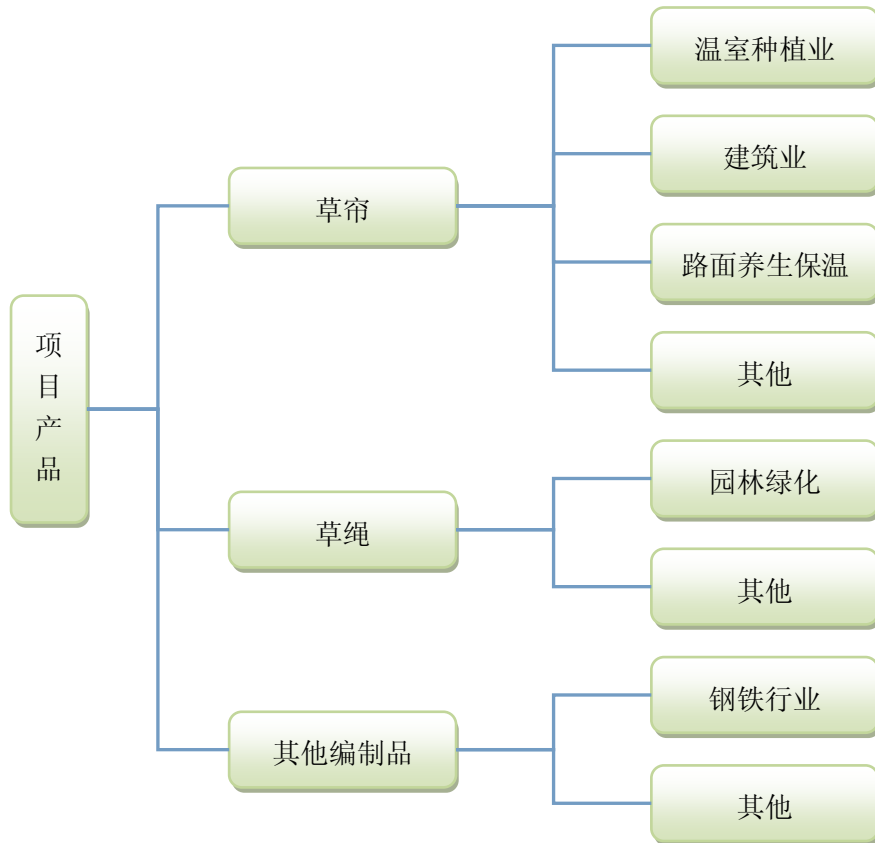 项目产品
草帘
温室种植业
建筑业
路面养生保温
其他
草绳
园林绿化
其他
其他编制品
钢铁行业
其他